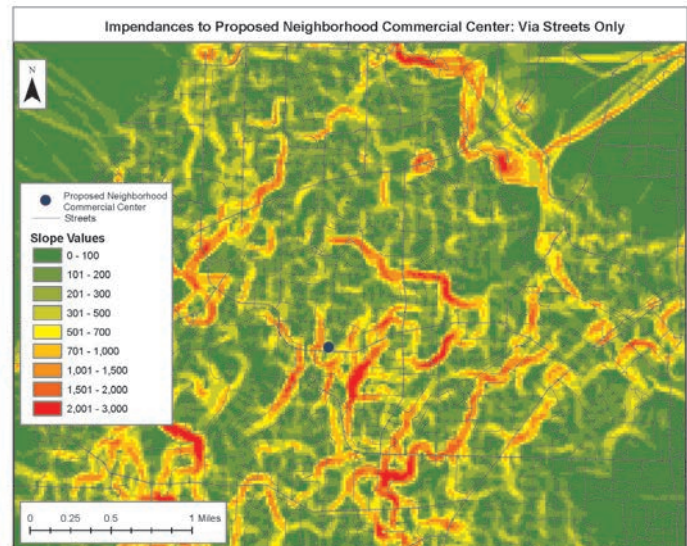 Impendances to Proposed Neighborhood Commercial Center: Via Streets Only
N
Proposed Neighborhood
Commercial Center
Streets
Slope Values
0 - 100
101 - 200
201 - 300
301 - 500
501 - 700
701 - 1,000
1,001 - 1,500
1,501 - 2,000
2,001 - 3,000
0 0.25 0.5 1 Miles